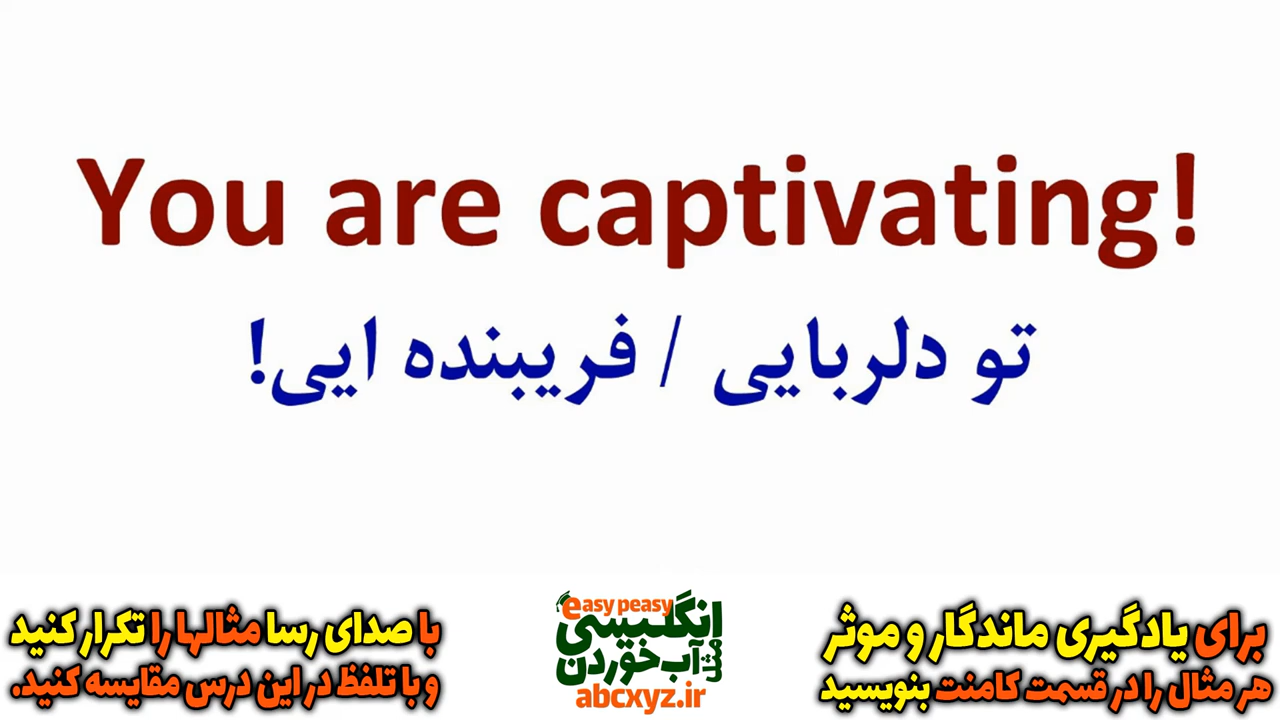 You are captivating!
تو دلربایی / فریبنده ایی!
برای یادگیری ماندگار و موثر
هر مثال را در قسمت کامنت بنویسید
easy peasy
انگلیسی
مثل آب خوردن
abcxyz.ir
با صدای رسا مثالها را تکرار کنید
و با تلفظ در این درس مقایسه کنید.